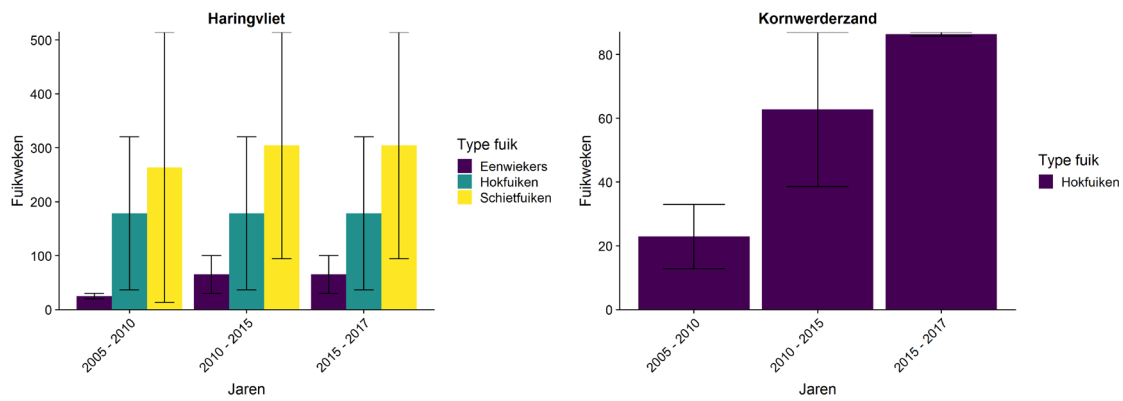 Haringvliet
500
400
300
200
100
0
Fuikweken
2005 - 2010
2010 - 2015
2015 - 2017
Jaren
Type fuik
Eenwiekers
Hokfuiken
Schietfuiken
Kornwerderzand
80
60
40
20
0
Fuikweken
2005 - 2010
2010 - 2015
2015 - 2017
Jaren
Type fuik
Hokfuiken